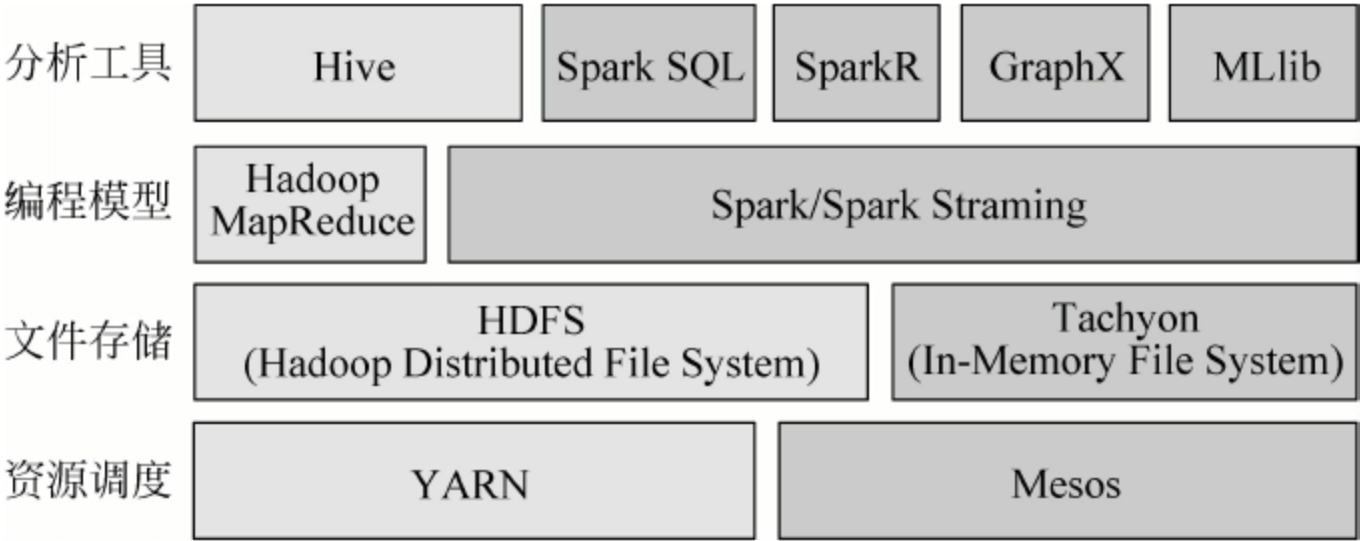 分析工具
Hive
Spark SQL
SparkR
GraphX
MLlib
编程模型
Hadoop
MapReduce
Spark/Spark Straming
文件存储
HDFS
(Hadoop Distributed File System)
Tachyon
(In-Memory File System)
资源调度
YARN
Mesos